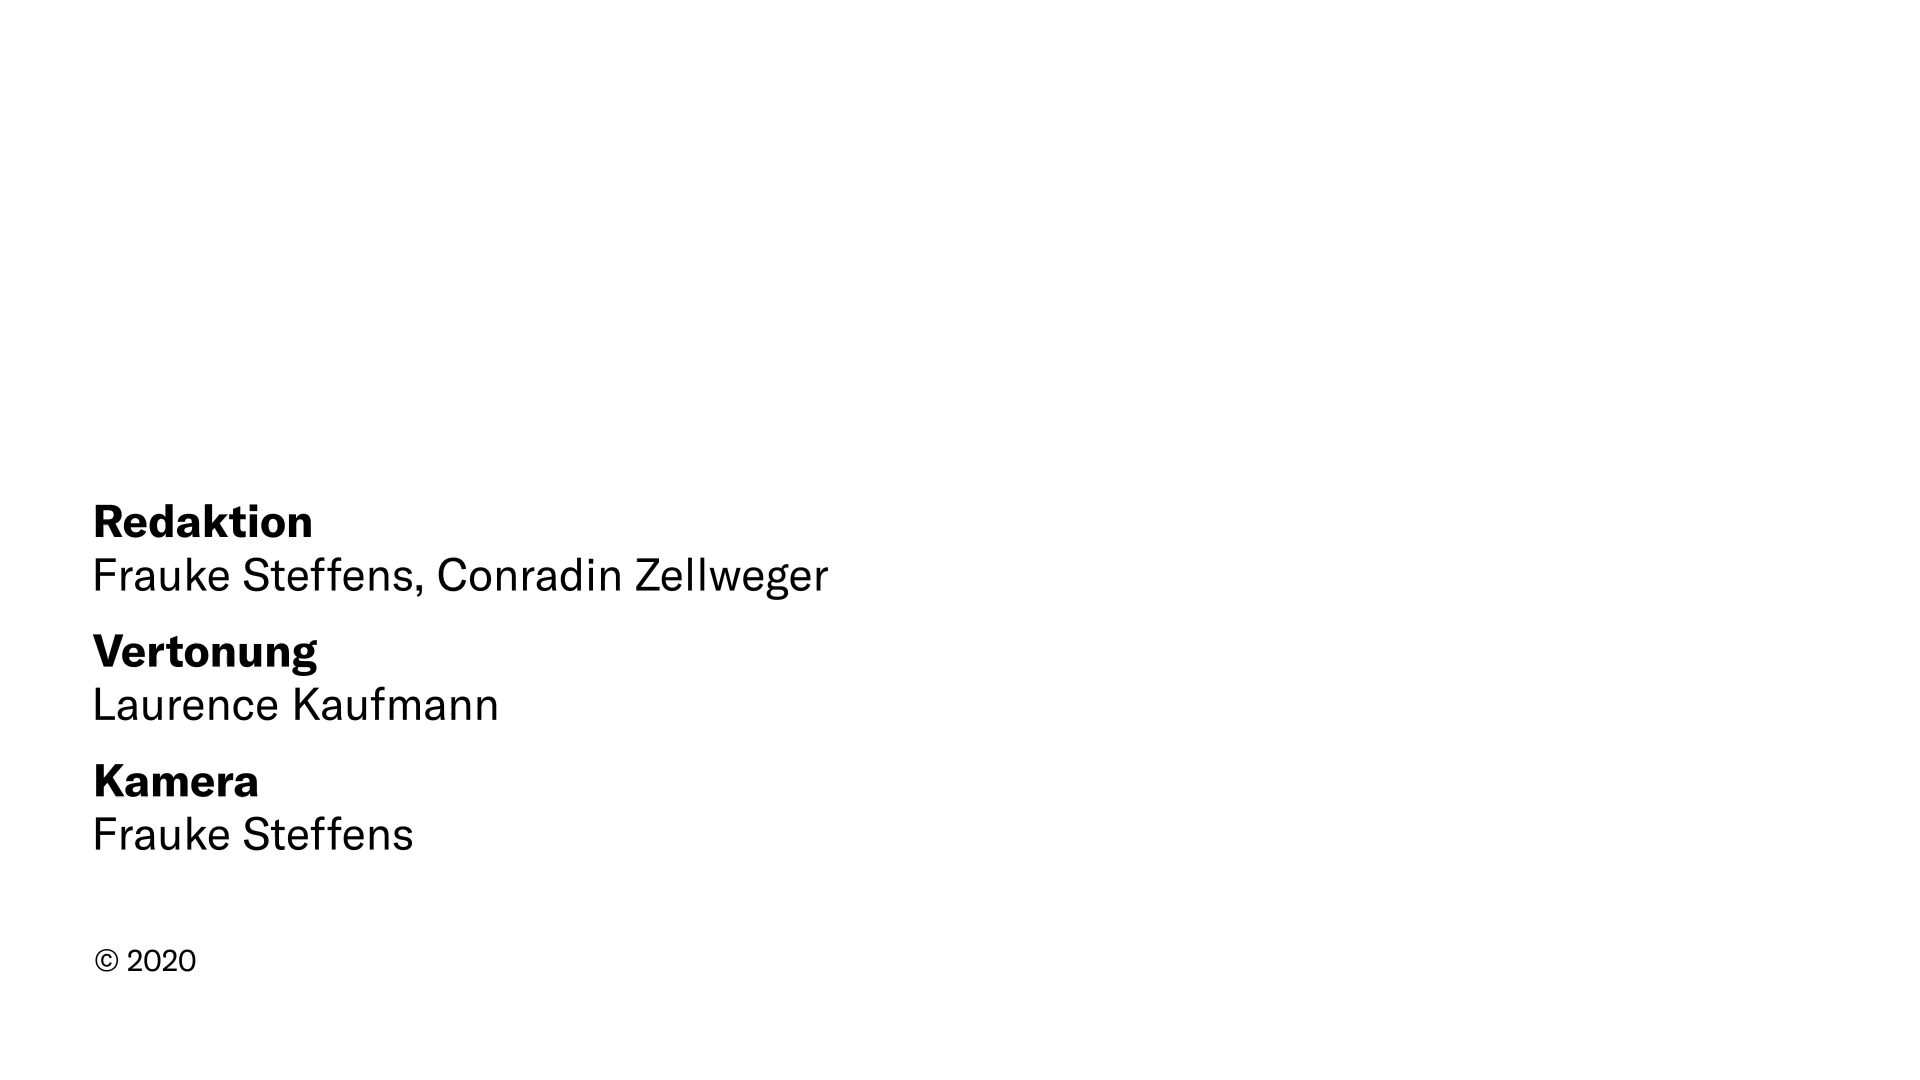 Redaktion
Frauke Steffens, Conradin Zellweger
Vertonung
Laurence Kaufmann
Kamera
Frauke Steffens
© 2020